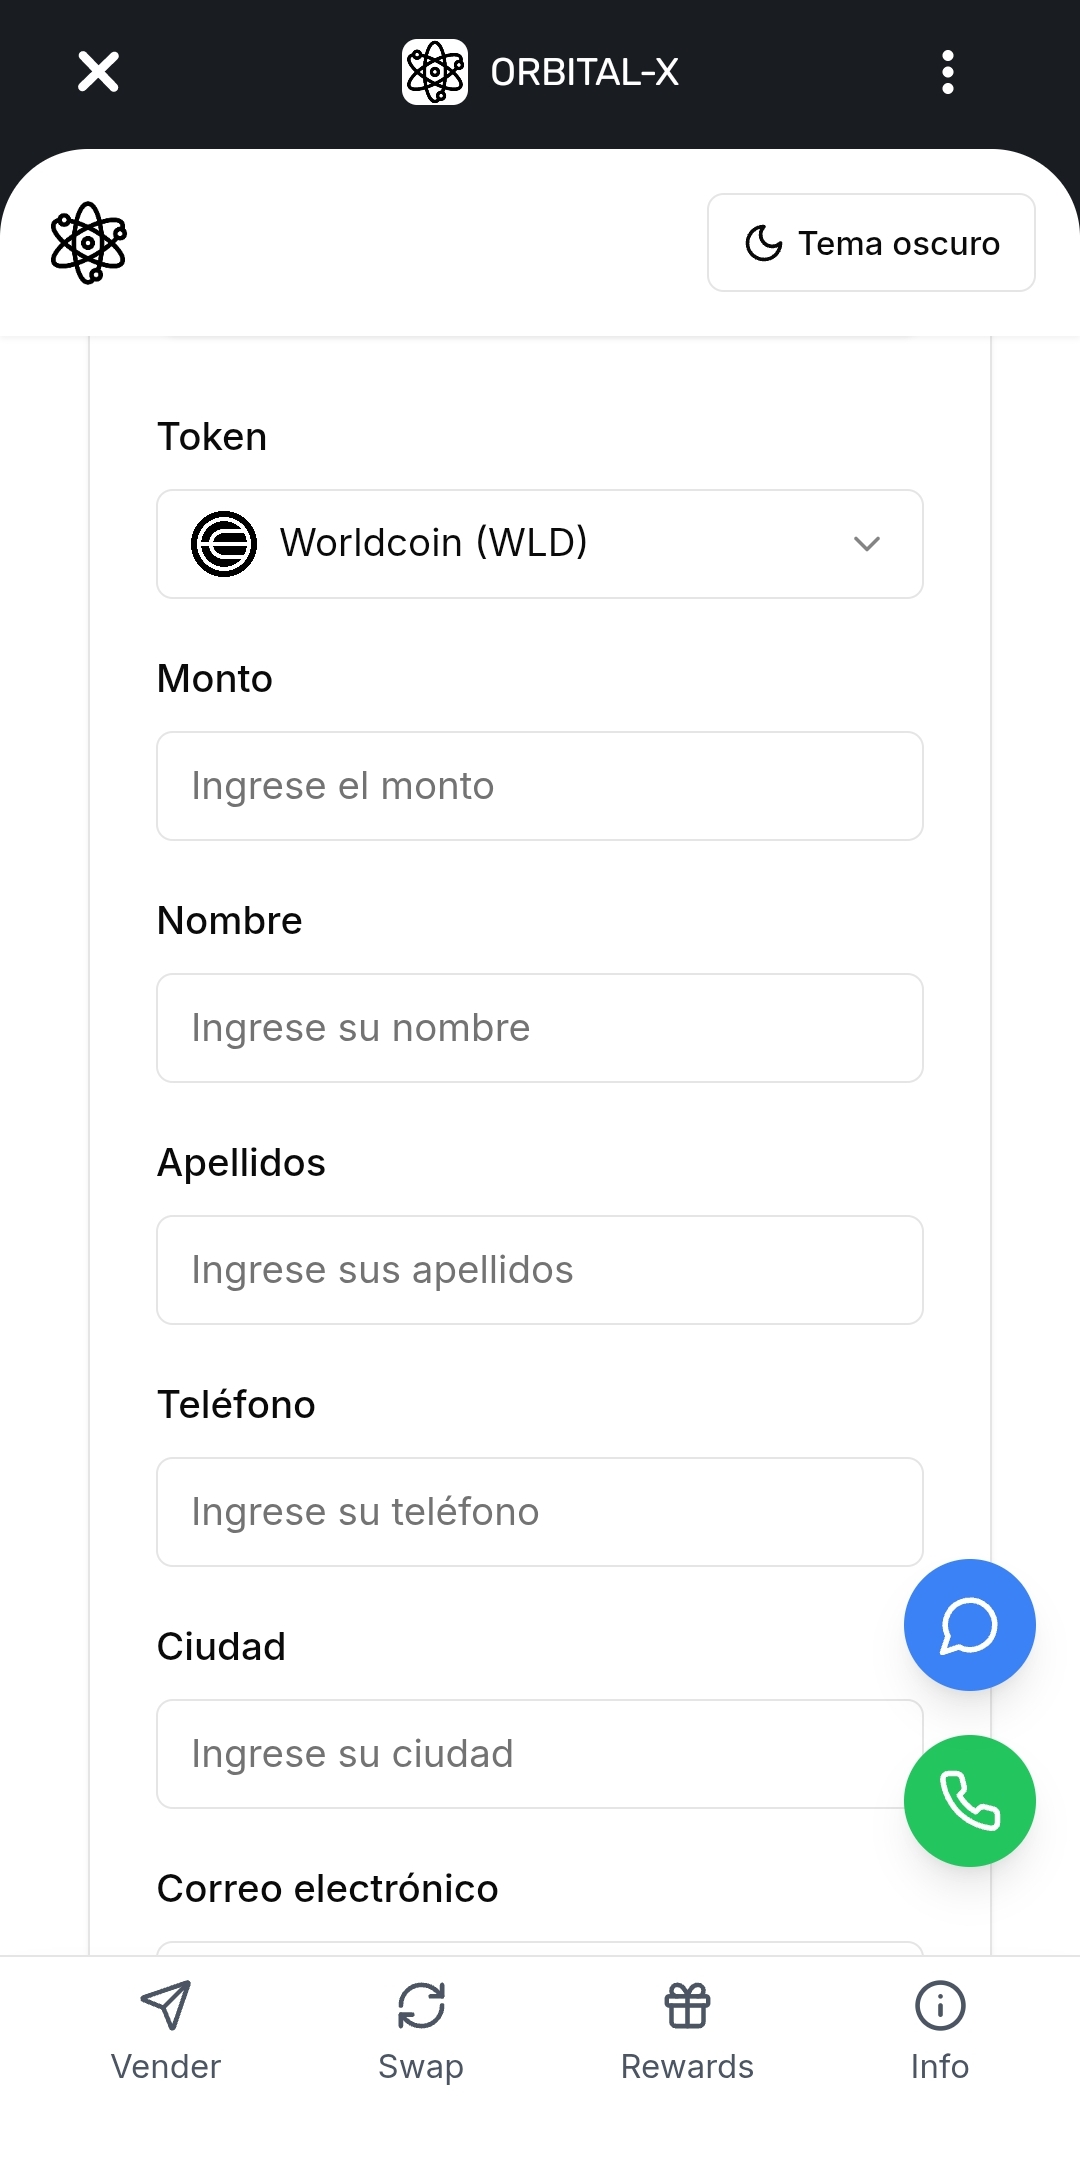 ORBITAL-X
Tema oscuro
Token
Worldcoin (WLD)
Monto
Ingrese el monto
Nombre
Ingrese su nombre
Apellidos
Ingrese sus apellidos
Teléfono
Ingrese su teléfono
Ciudad
Ingrese su ciudad
Correo electrónico
Vender
Swap
Rewards
Info